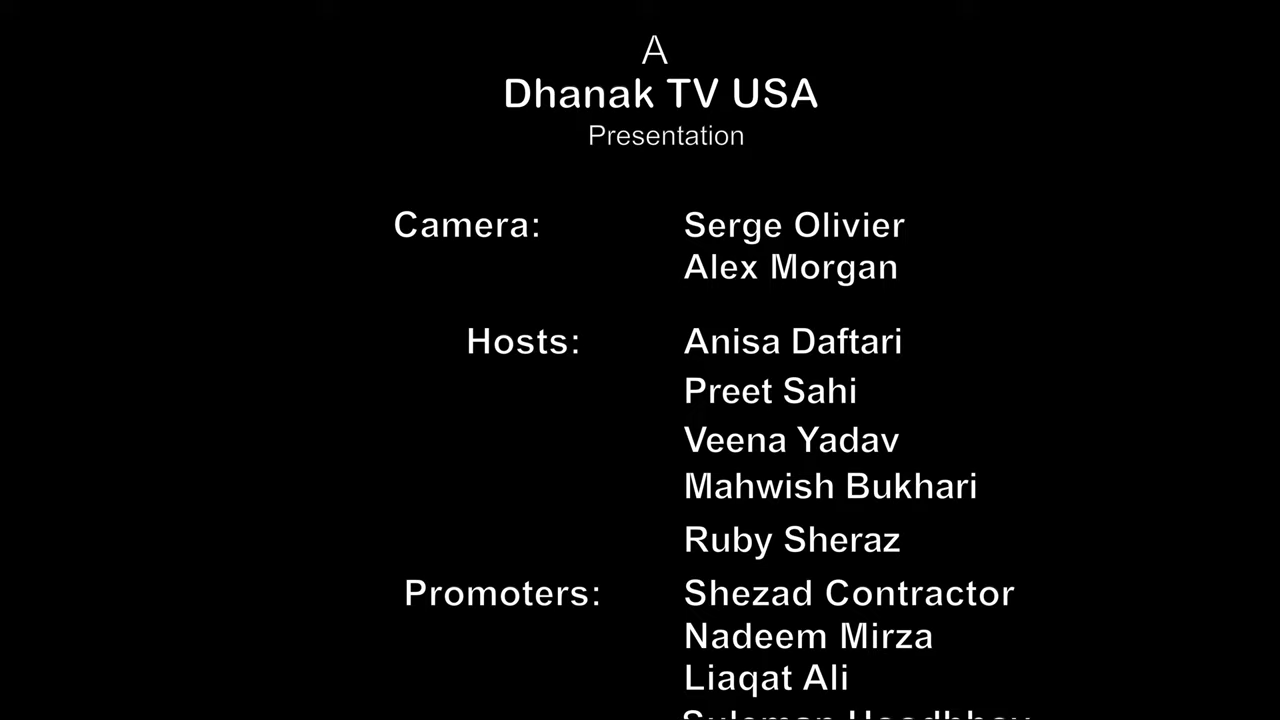 A
Dhanak TV USA
Presentation
Camera: Serge Olivier
Alex Morgan
Hosts: Anisa Daftari
Preet Sahi
Veena Yadav
Mahwish Bukhari
Ruby Sheraz
Promoters: Shezad Contractor
Nadeem Mirza
Liaqat Ali